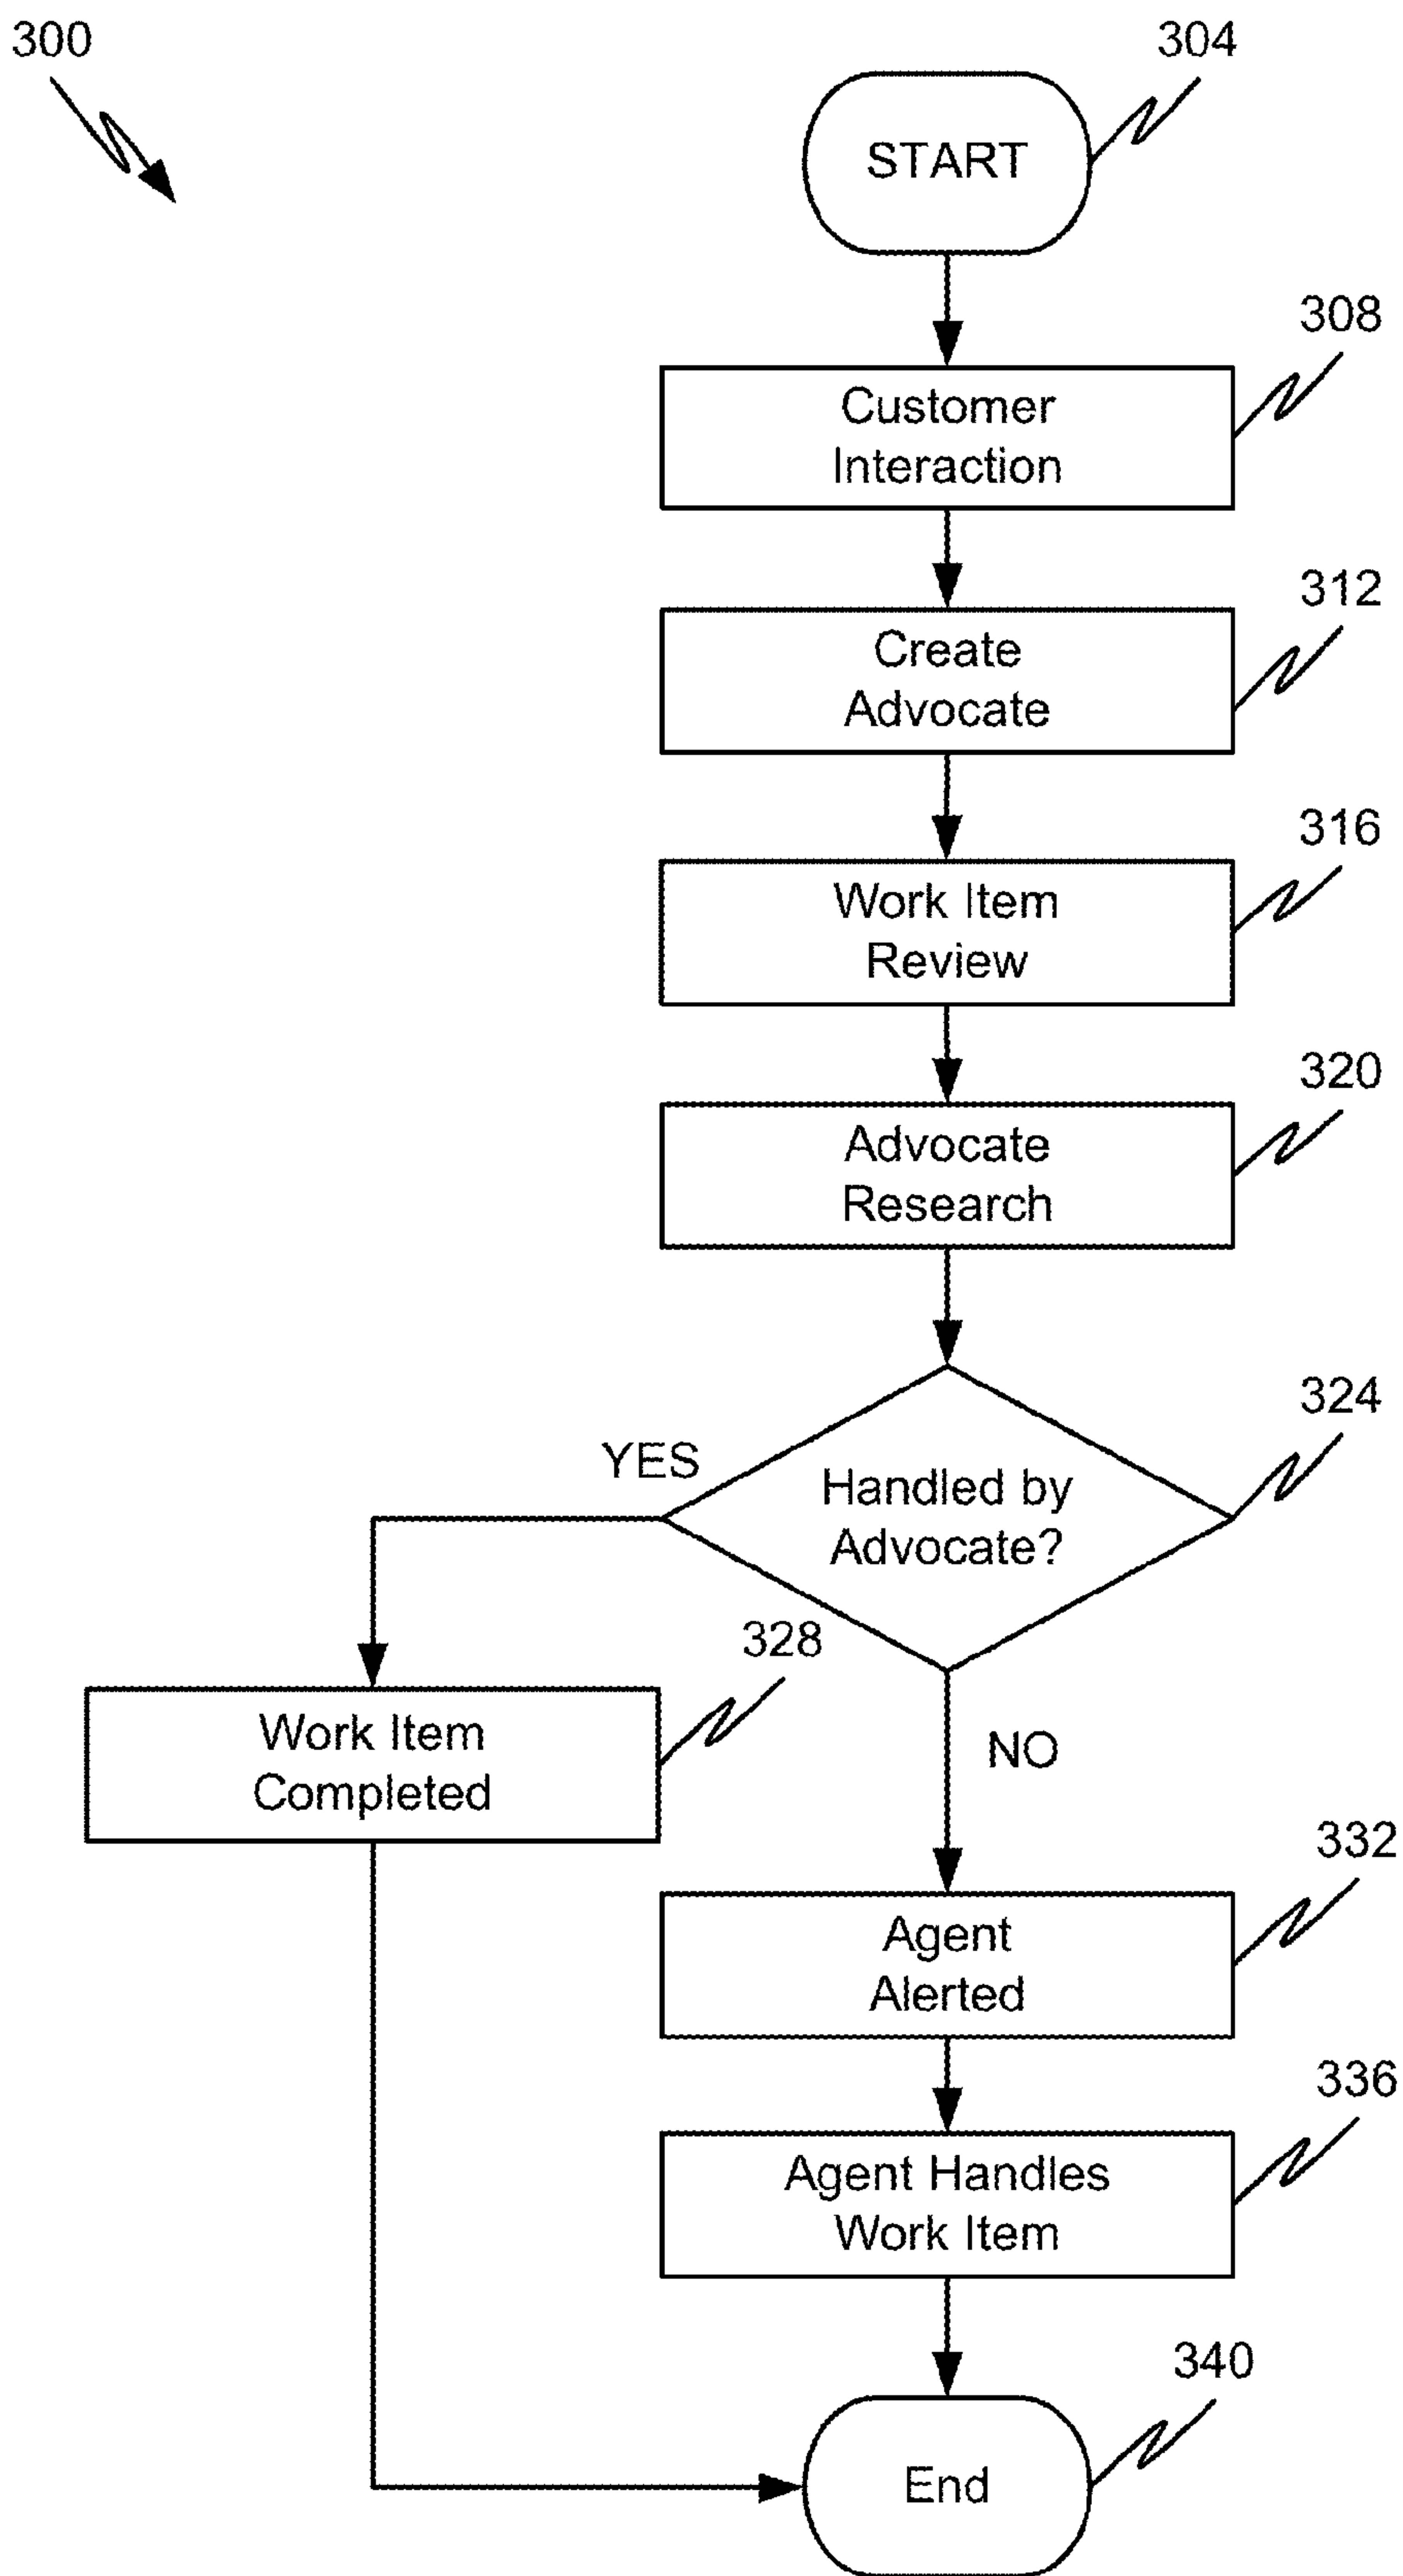 300
304
START
308
Customer
Interaction
312
Create
Advocate
316
Work Item
Review
320
Advocate
Research
324
YES
Handled by
Advocate?
328
Work Item
Completed
NO
332
Agent
Alerted
336
Agent Handles
Work Item
340
End